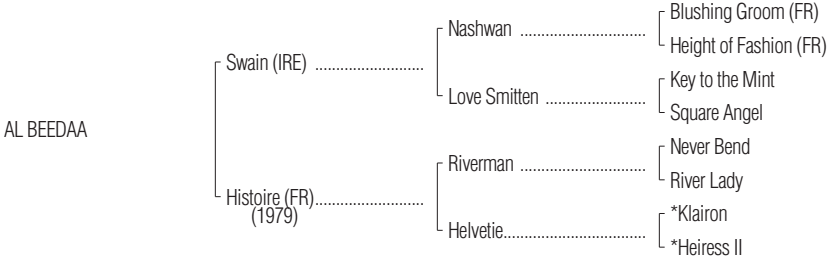 Blushing Groom (FR)
Nashwan ..............................
Height of Fashion (FR)
Swain (IRE) ..........................
Key to the Mint
Love Smitten ........................
Square Angel
AL BEEDAA
Never Bend
Riverman ..............................
River Lady
Histoire (FR)..........................
(1979)
*Klairon
Helvetie..................................
*Heiress II